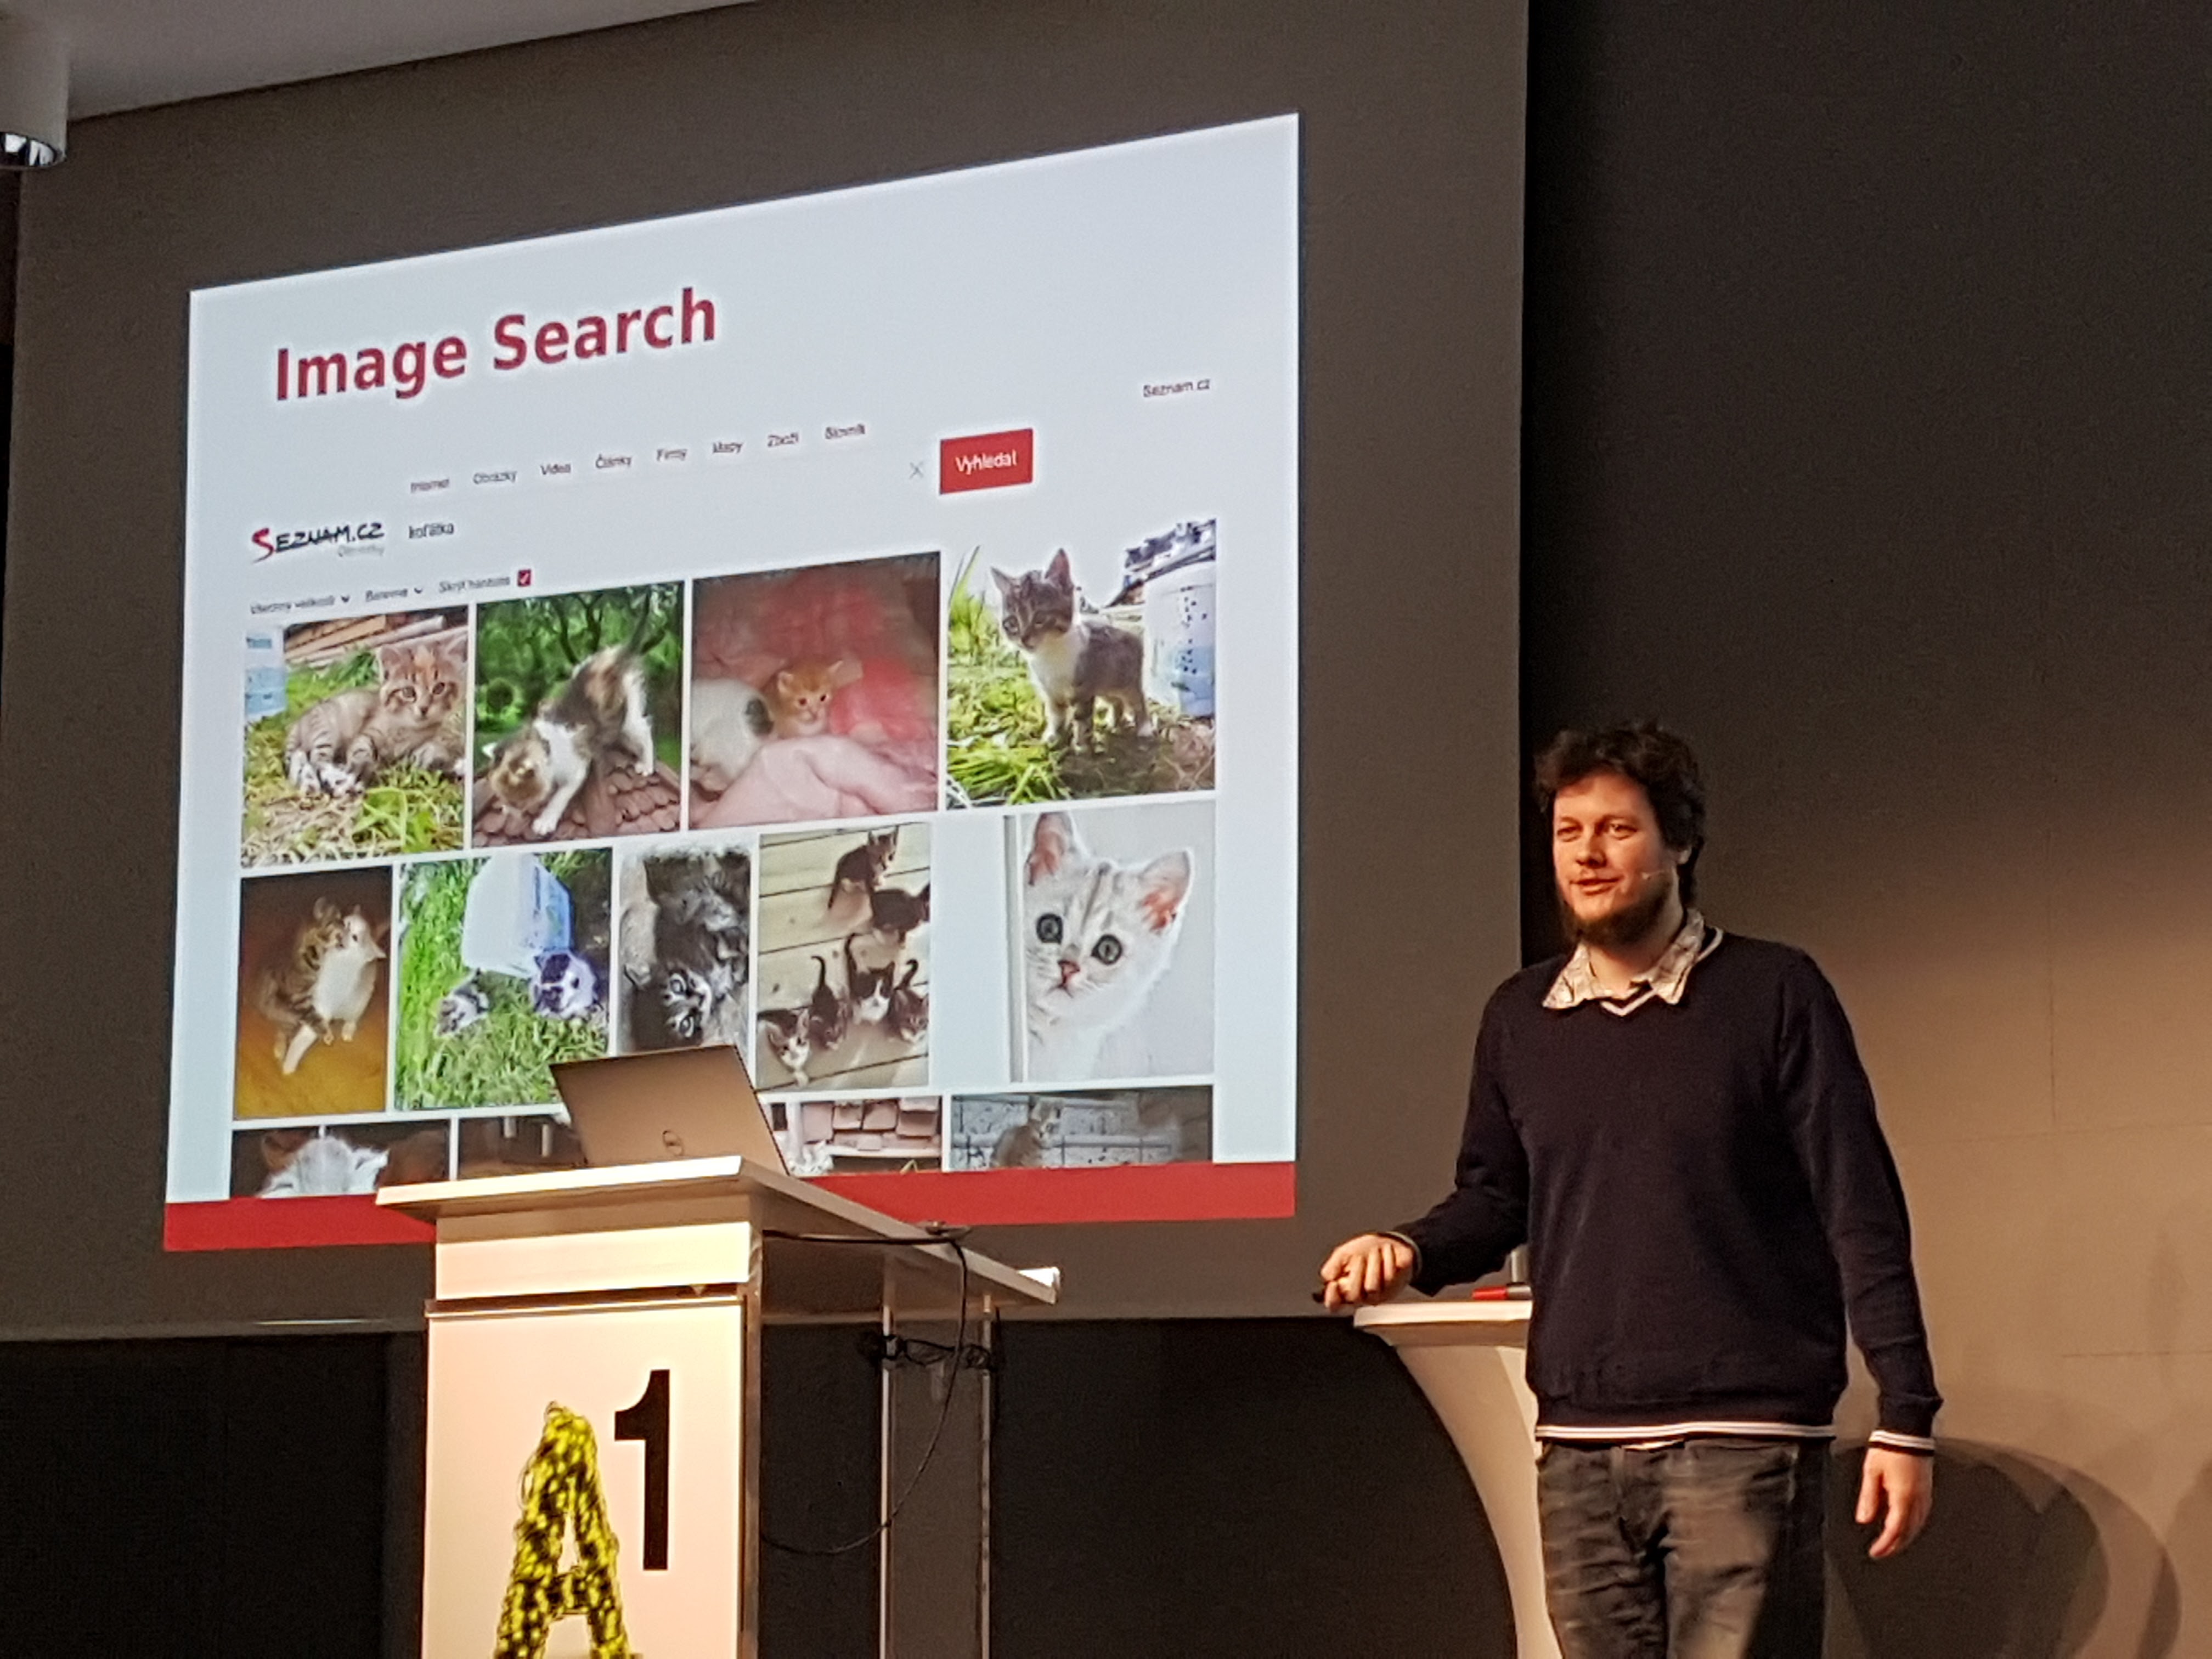 Image Search
Seznam.cz
Internet Obrázky Videa Články Firmy Mapy Zboží Slovník
Vyhledat
SEZNAM.CZ koťátka
Obrázky
Všechny velikosti Barevné Skrýt
A1